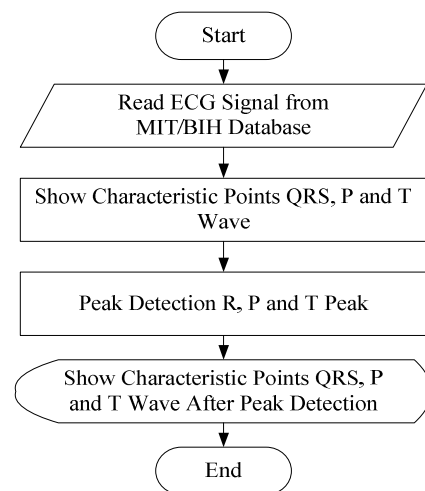 Start
Read ECG Signal from
MIT/BIH Database
Show Characteristic Points QRS, P and T
Wave
Peak Detection R, P and T Peak
Show Characteristic Points QRS, P
and T Wave After Peak Detection
End